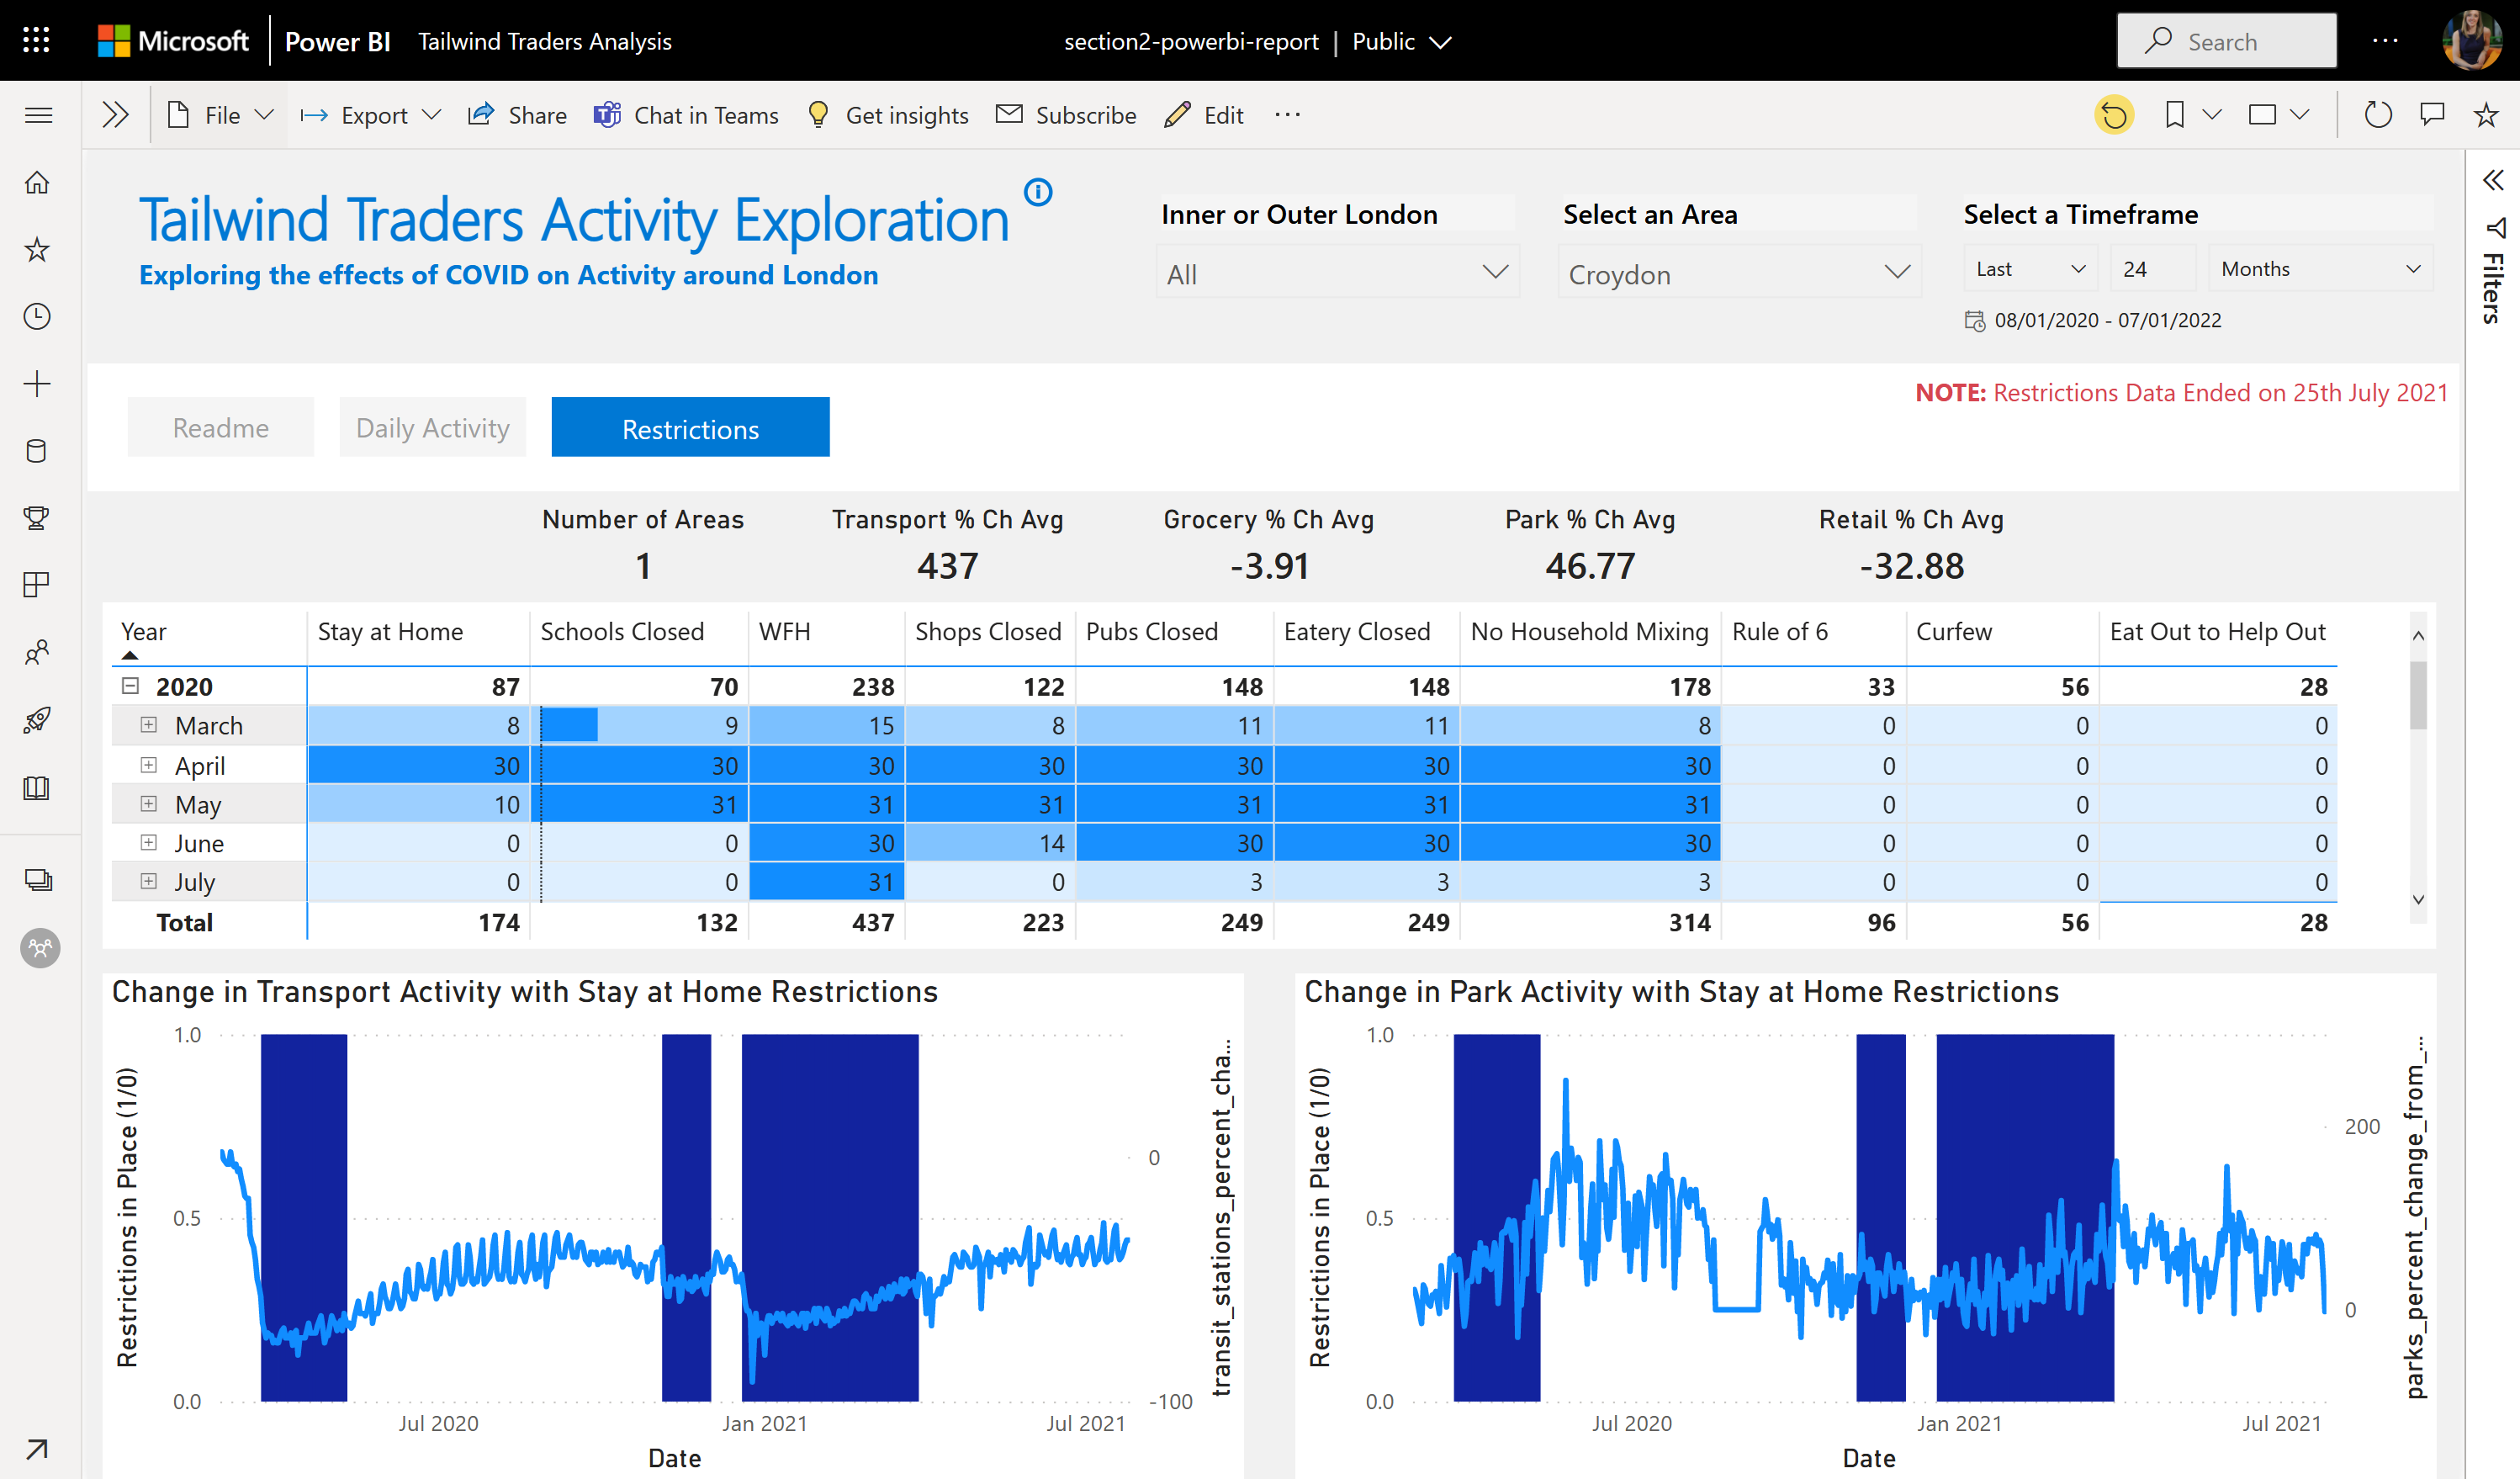 Microsoft Power BI Tailwind Traders Analysis section2-powerbi-report | Public Search
File Export Share Chat in Teams Get insights Subscribe Edit
Tailwind Traders Activity Exploration
Exploring the effects of COVID on Activity around London
Inner or Outer London
All
Select an Area
Croydon
Select a Timeframe
Last 24 Months
08/01/2020 - 07/01/2022
Filters
NOTE: Restrictions Data Ended on 25th July 2021
Readme Daily Activity Restrictions
Number of Areas Transport % Ch Avg Grocery % Ch Avg Park % Ch Avg Retail % Ch Avg
1 437 -3.91 46.77 -32.88
Year Stay at Home Schools Closed WFH Shops Closed Pubs Closed Eatery Closed No Household Mixing Rule of 6 Curfew Eat Out to Help Out
2020 87 70 238 122 148 148 178 33 56 28
March 8 9 15 8 11 11 8 0 0 0
April 30 30 30 30 30 30 30 0 0 0
May 10 31 31 31 31 31 31 0 0 0
June 0 0 30 14 30 30 30 0 0 0
July 0 0 31 0 3 3 3 0 0 0
Total 174 132 437 223 249 249 314 96 56 28
Change in Transport Activity with Stay at Home Restrictions
Restrictions in Place (1/0)
1.0
0.5
0.0
0
-100
transit_stations_percent_cha...
Jul 2020 Jan 2021 Jul 2021
Date
Change in Park Activity with Stay at Home Restrictions
Restrictions in Place (1/0)
1.0
0.5
0.0
200
0
parks_percent_change_from_...
Jul 2020 Jan 2021 Jul 2021
Date